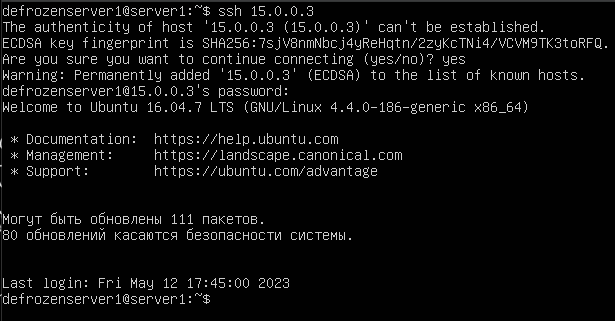 defrozenserver1@server1:~$ ssh 15.0.0.3
The authenticity of host '15.0.0.3 (15.0.0.3)' can't be established.
ECDSA key fingerprint is SHA256:7sjV8nmNbcj4yReHqtn/2zyKcTNi4/VCVM9TK3toRFQ.
Are you sure you want to continue connecting (yes/no)? yes
Warning: Permanently added '15.0.0.3' (ECDSA) to the list of known hosts.
defrozenserver1@15.0.0.3's password:
Welcome to Ubuntu 16.04.7 LTS (GNU/Linux 4.4.0-186-generic x86_64)
* Documentation: https://help.ubuntu.com
* Management: https://landscape.canonical.com
* Support: https://ubuntu.com/advantage
Могут быть обновлены 111 пакетов.
80 обновлений касаются безопасности системы.
Last login: Fri May 12 17:45:00 2023
defrozenserver1@server1:~$